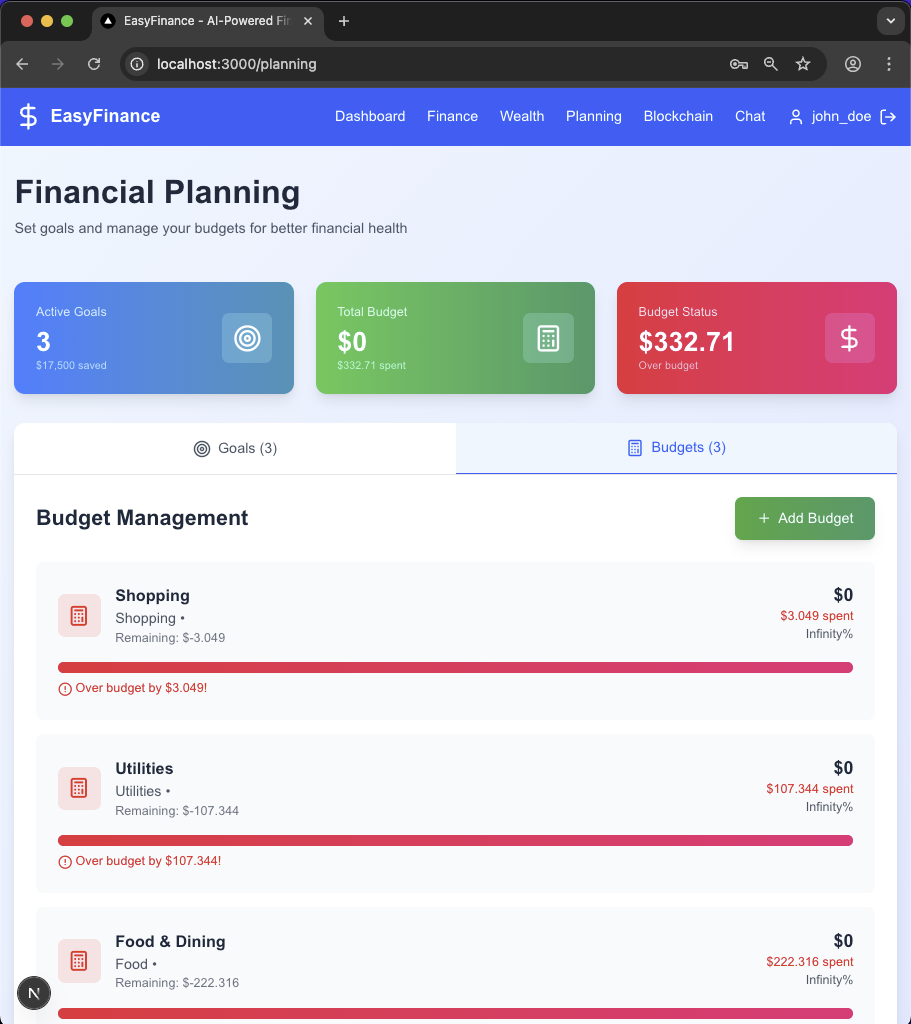 EasyFinance - AI-Powered Fir
localhost:3000/planning
EasyFinance
Dashboard Finance Wealth Planning Blockchain Chat john_doe
Financial Planning
Set goals and manage your budgets for better financial health
Active Goals
3
$17,500 saved
Total Budget
$0
$332.71 spent
Budget Status
$332.71
Over budget
Goals (3)
Budgets (3)
Budget Management
+ Add Budget
Shopping
Shopping •
Remaining: $-3.049
$0
$3.049 spent
Infinity%
Over budget by $3.049!
Utilities
Utilities •
Remaining: $-107.344
$0
$107.344 spent
Infinity%
Over budget by $107.344!
Food & Dining
Food •
Remaining: $-222.316
$0
$222.316 spent
Infinity%
N